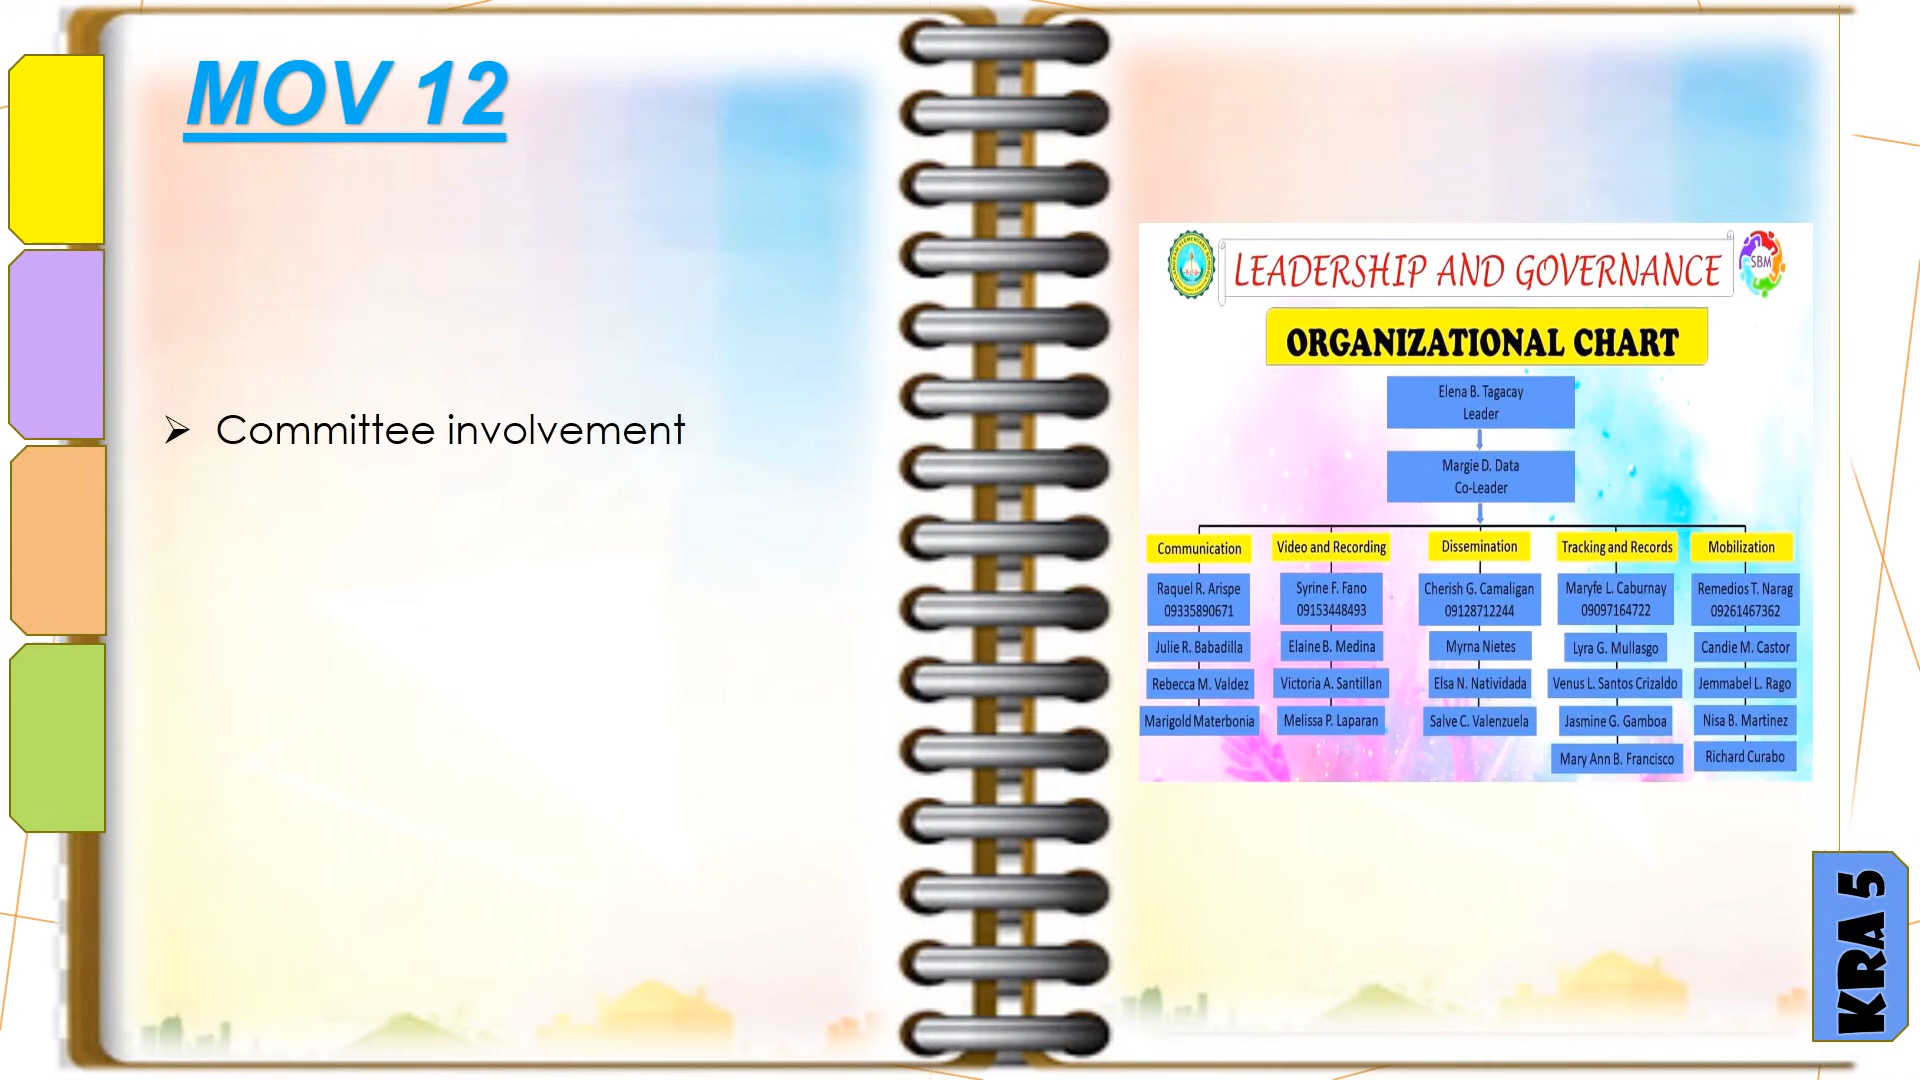 MOV 12
Committee involvement
LEADERSHIP AND GOVERNANCE
SBM
ORGANIZATIONAL CHART
Elena B. Tagacay
Leader
Margie D. Data
Co-Leader
Communication
Raquel R. Arispe
09335890671
Julie R. Babadilla
Rebecca M. Valdez
Marigold Materbonia
Video and Recording
Syrine F. Fano
09153448493
Elaine B. Medina
Victoria A. Santillan
Melissa P. Laparan
Dissemination
Cherish G. Camaligan
09128712244
Myrna Nietes
Elsa N. Natividada
Salve C. Valenzuela
Tracking and Records
Maryfe L. Caburnay
09097164722
Lyra G. Mullasgo
Venus L. Santos Crizaldo
Jasmine G. Gamboa
Mary Ann B. Francisco
Mobilization
Remedios T. Narag
09261467362
Candie M. Castor
Jemmabel L. Rago
Nisa B. Martinez
Richard Curabo
KRA 5